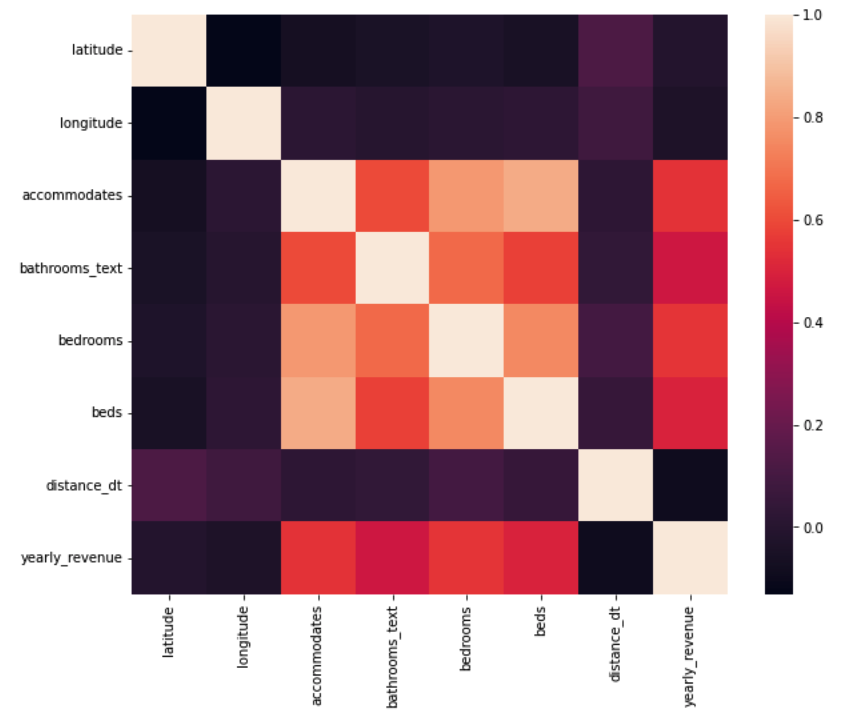 latitude
longitude
accommodates
bathrooms_text
bedrooms
beds
distance_dt
yearly_revenue
latitude
longitude
accommodates
bathrooms_text
bedrooms
beds
distance_dt
yearly_revenue
1.0
0.8
0.6
0.4
0.2
0.0